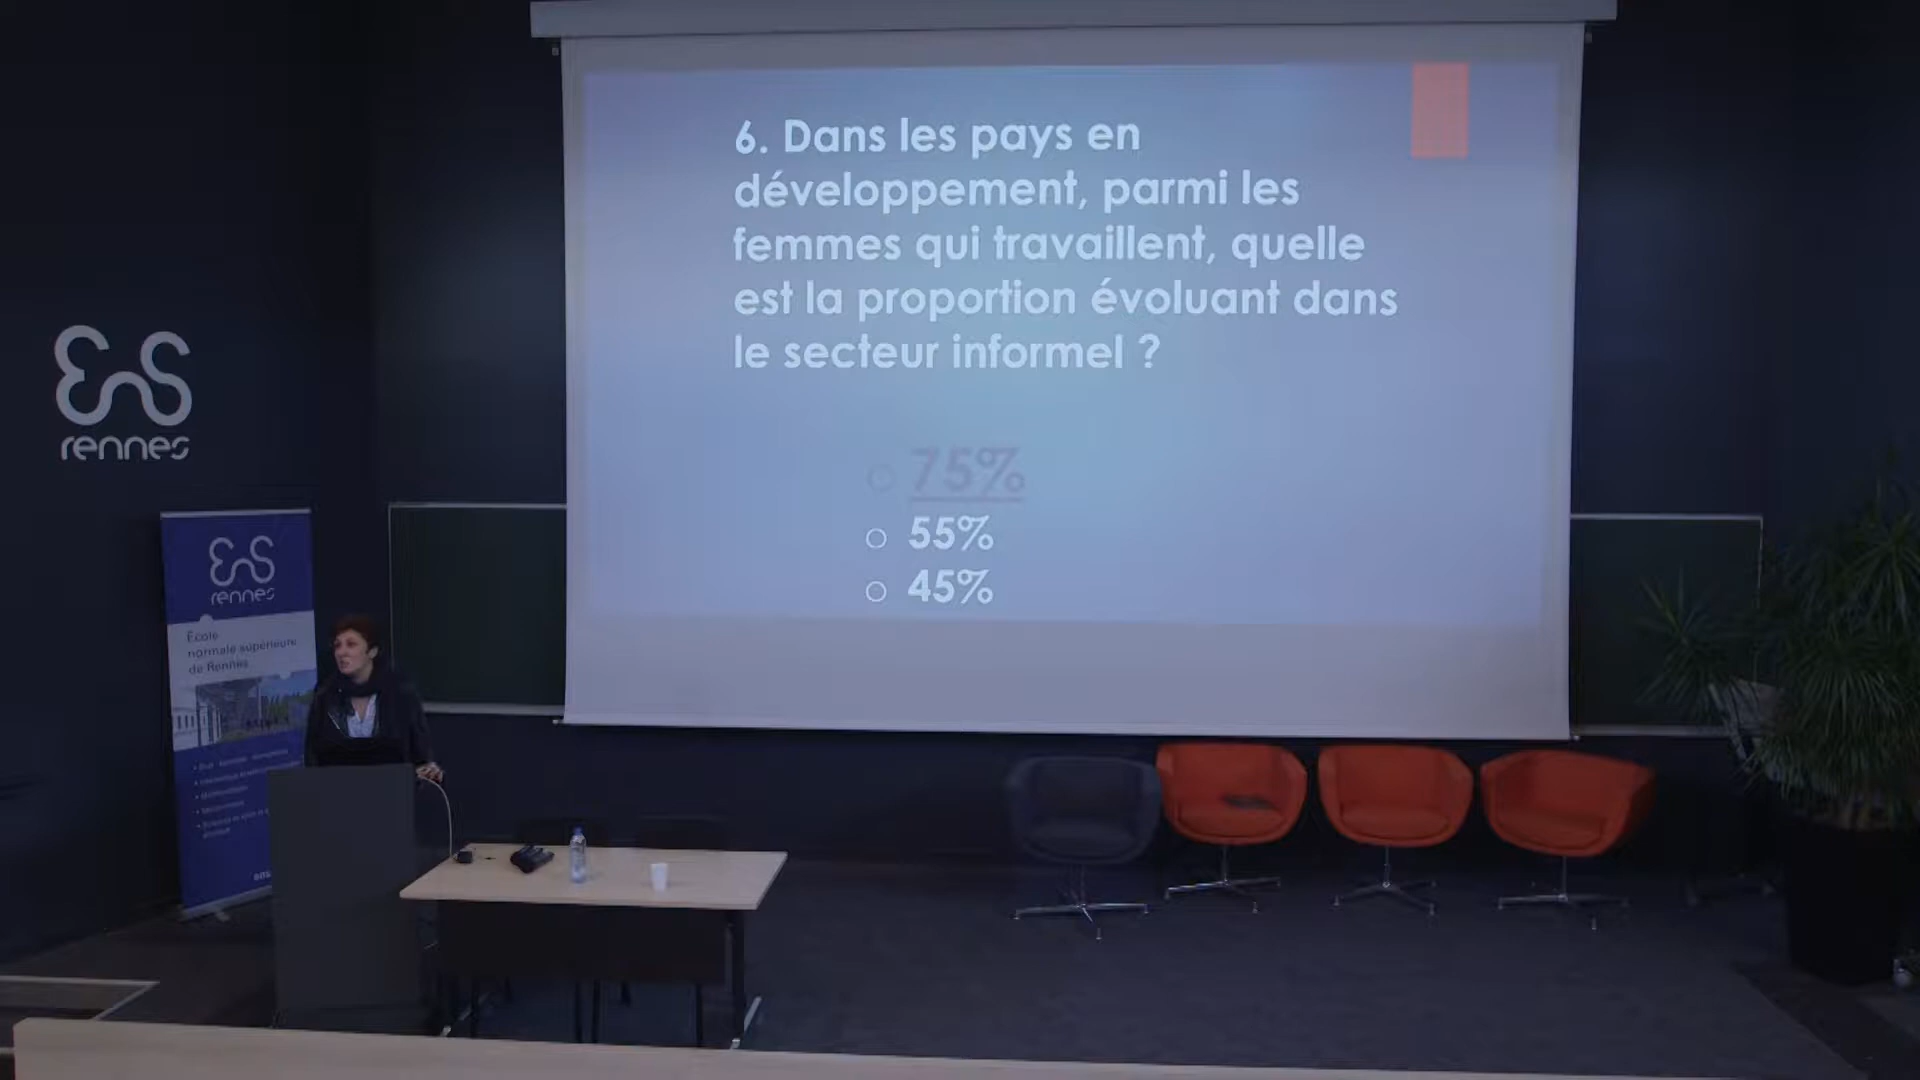 6. Dans les pays en
développement, parmi les
femmes qui travaillent, quelle
est la proportion évoluant dans
le secteur informel ?
75%
55%
45%
ENS
rennes
ENS
rennes
École
normale supérieure
de Rennes